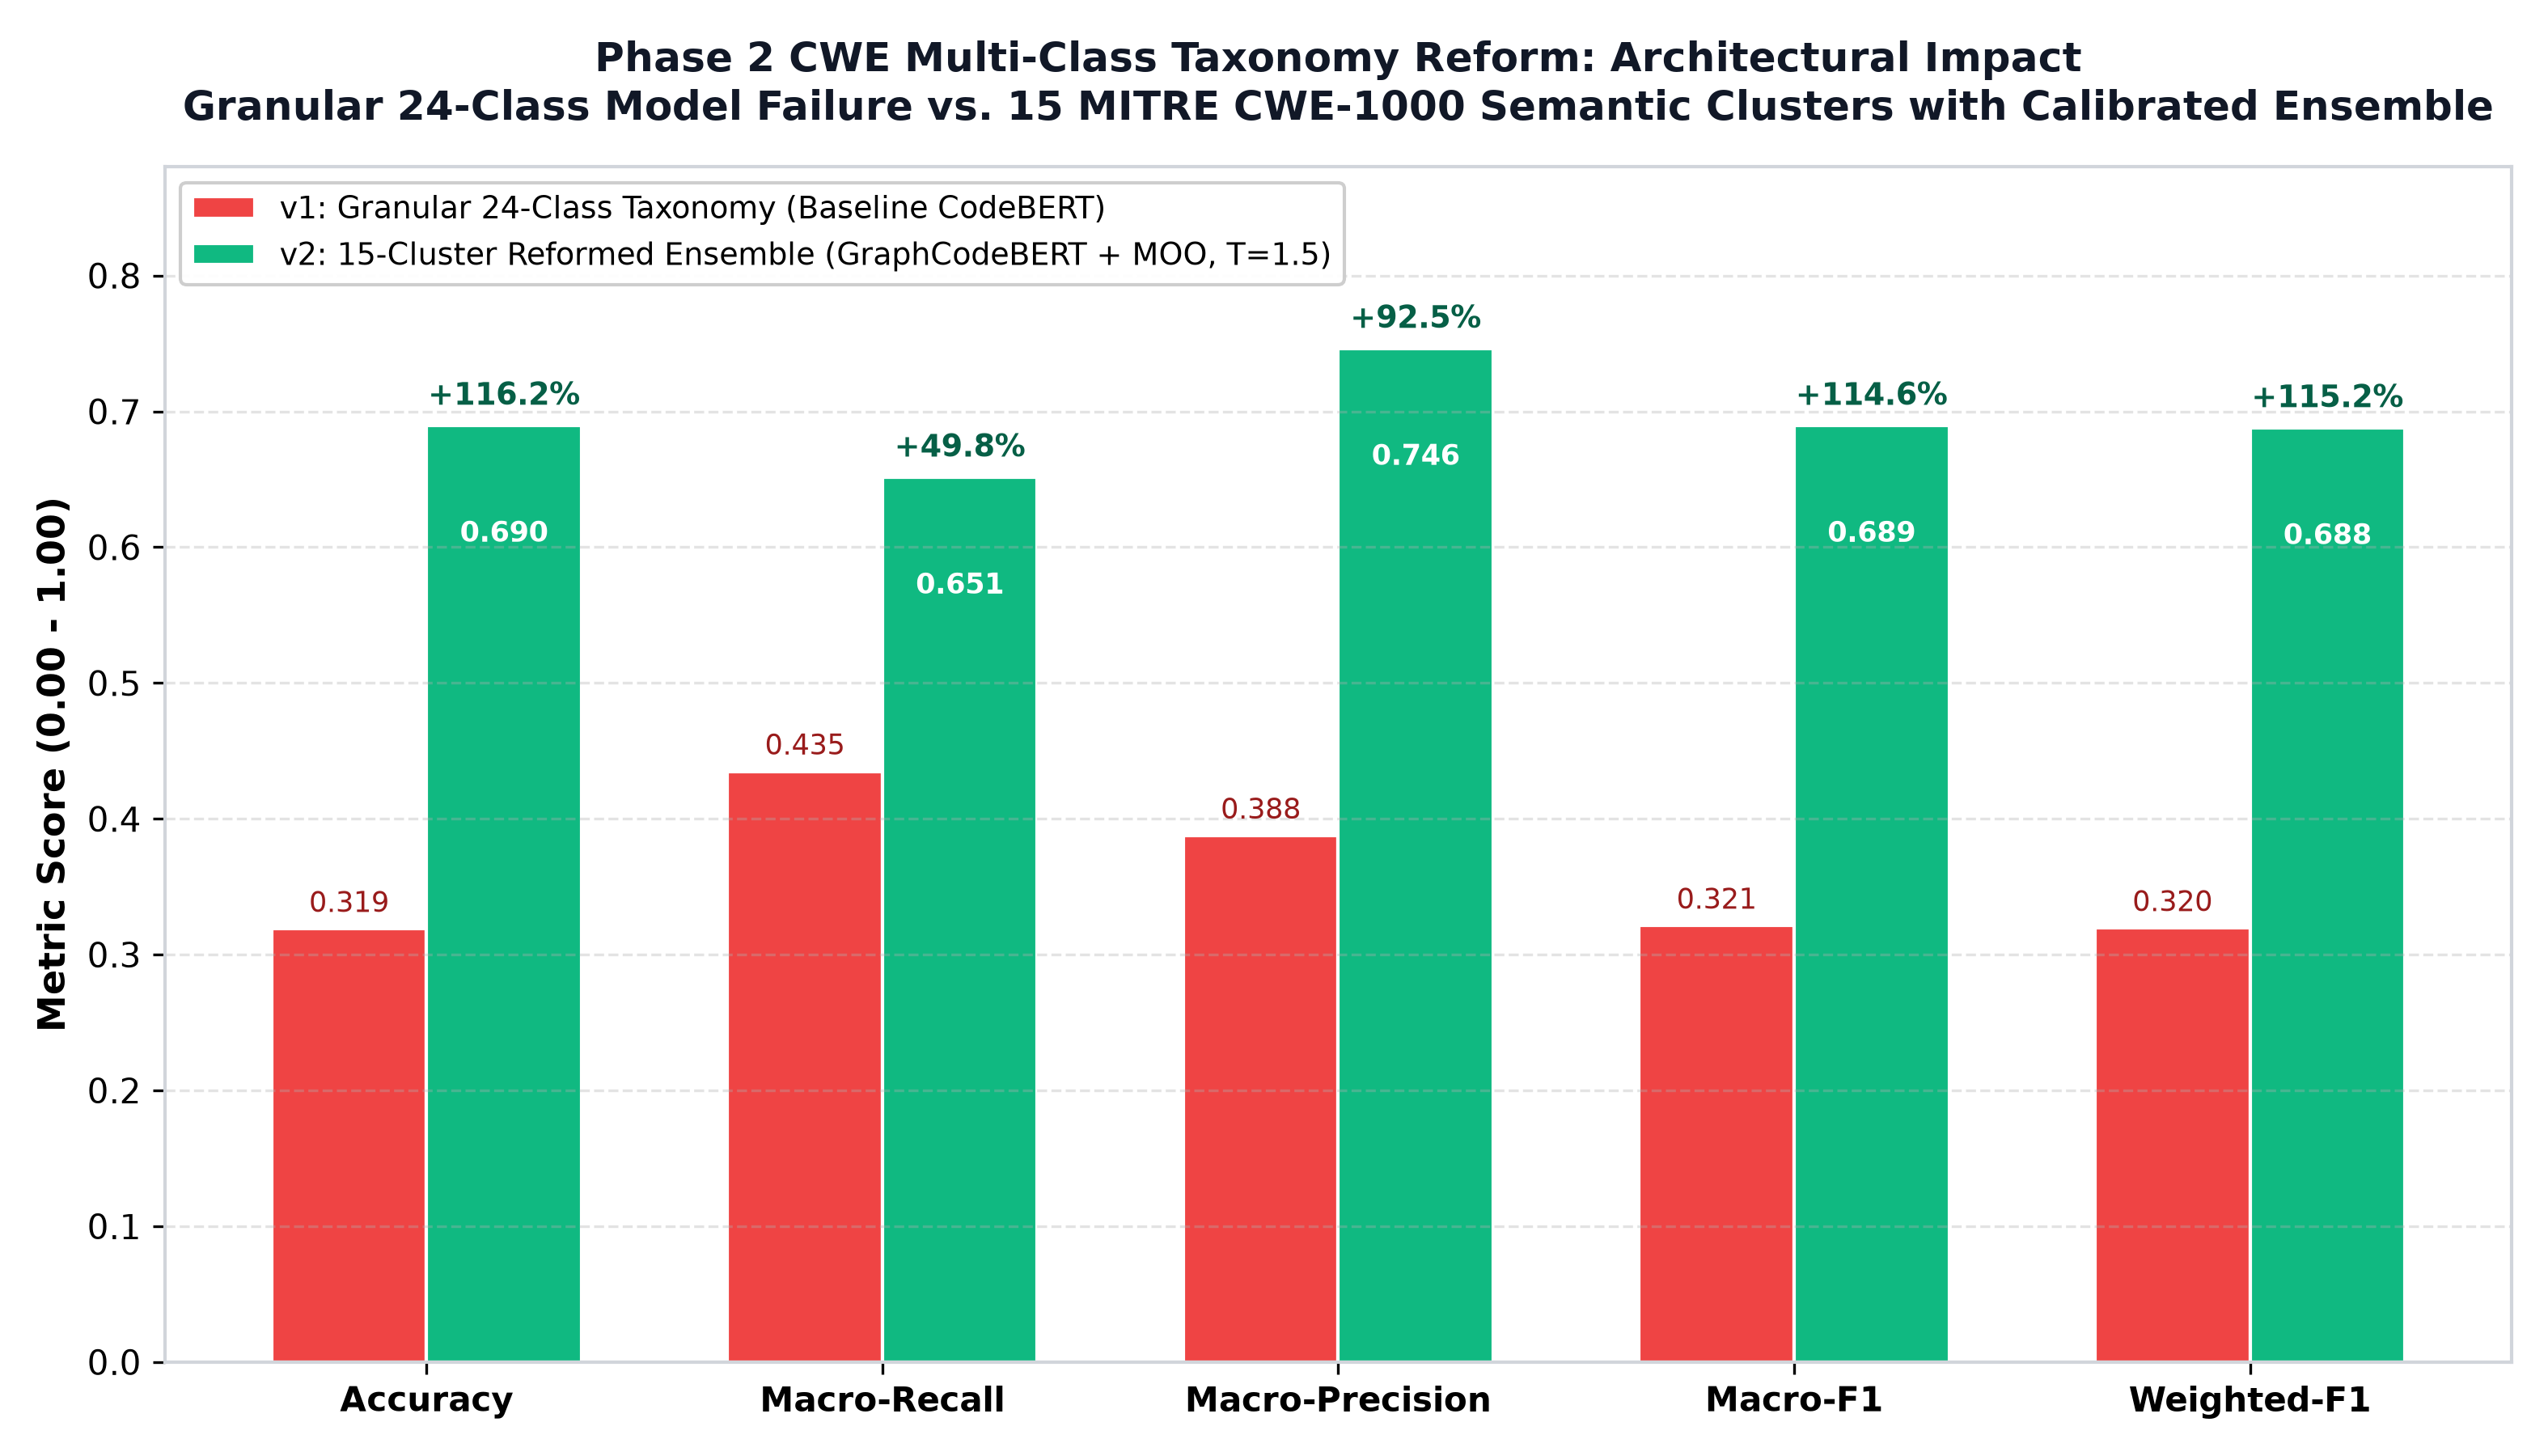 Phase 2 CWE Multi-Class Taxonomy Reform: Architectural Impact
Granular 24-Class Model Failure vs. 15 MITRE CWE-1000 Semantic Clusters with Calibrated Ensemble
v1: Granular 24-Class Taxonomy (Baseline CodeBERT)
v2: 15-Cluster Reformed Ensemble (GraphCodeBERT + MOO, T=1.5)
Metric Score (0.00 - 1.00)
0.8
0.7
0.6
0.5
0.4
0.3
0.2
0.1
0.0
0.319
+116.2%
0.690
0.435
+49.8%
0.651
0.388
+92.5%
0.746
0.321
+114.6%
0.689
0.320
+115.2%
0.688
Accuracy
Macro-Recall
Macro-Precision
Macro-F1
Weighted-F1